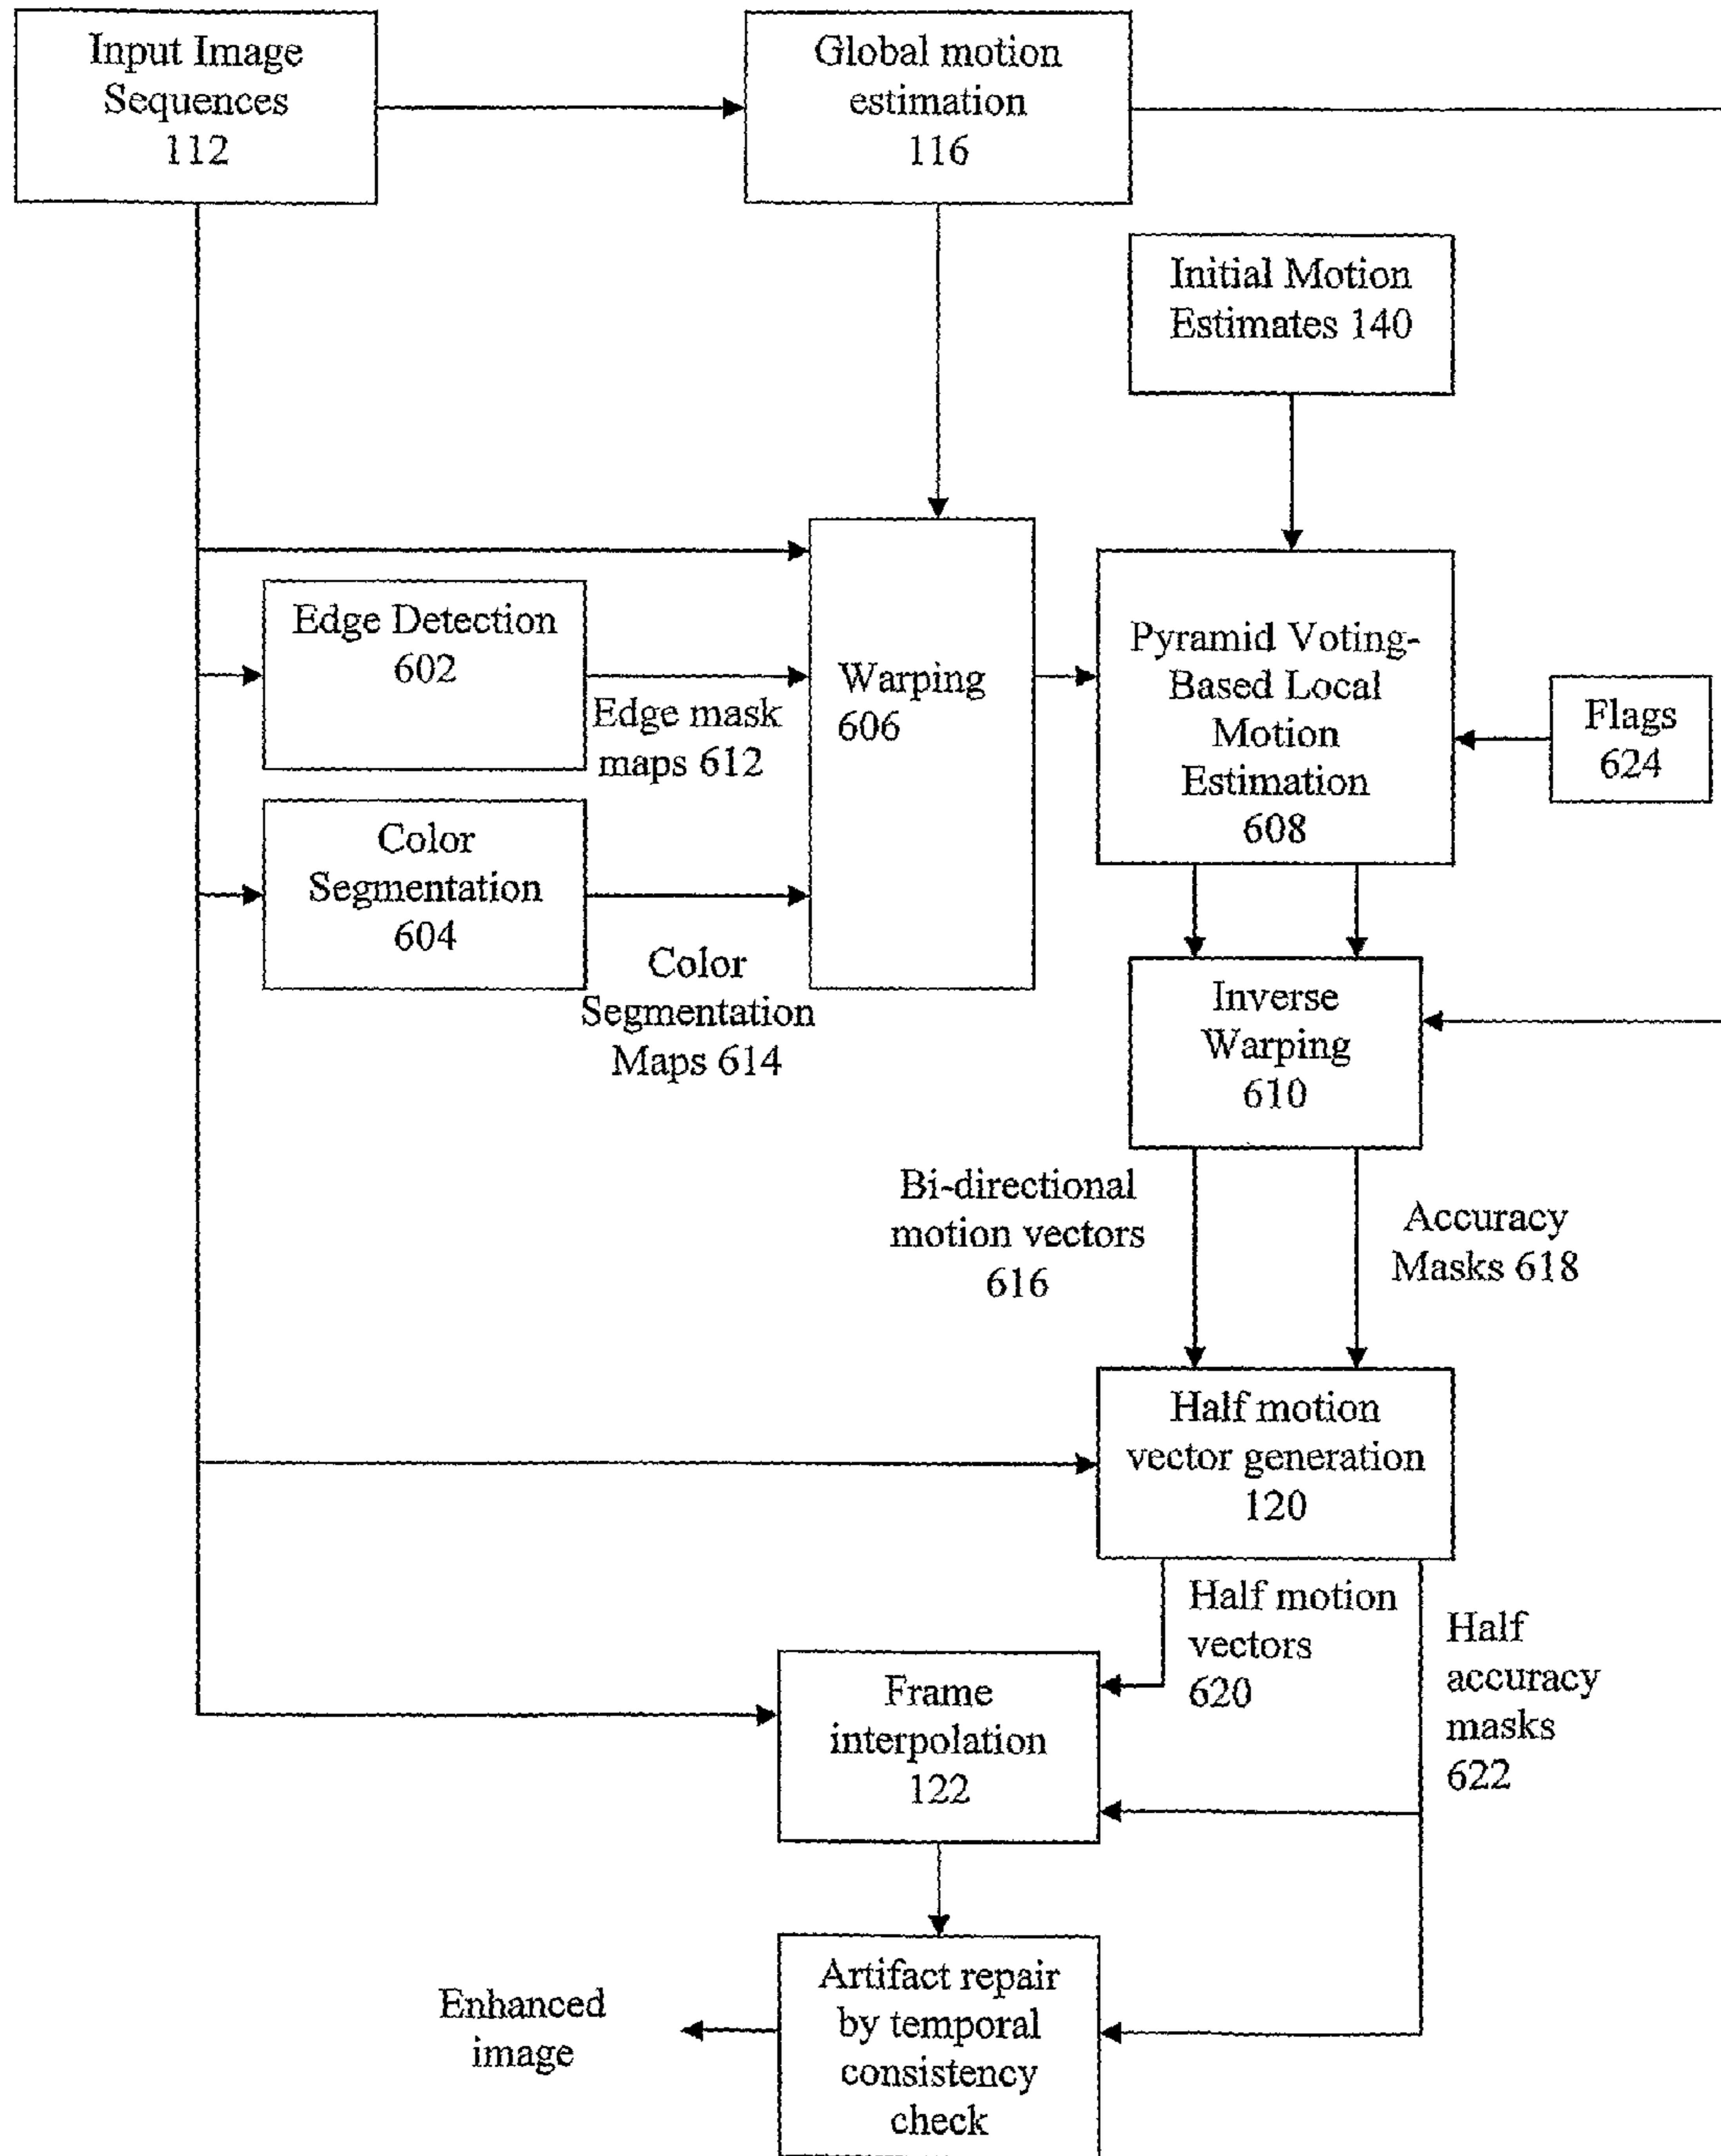 Input Image
Sequences
112
Global motion
estimation
116
Initial Motion
Estimates 140
Edge Detection
602
Edge mask
maps 612
Warping
606
Pyramid Voting-
Based Local
Motion
Estimation
608
Flags
624
Color
Segmentation
604
Color
Segmentation
Maps 614
Inverse
Warping
610
Bi-directional
motion vectors
616
Accuracy
Masks 618
Half motion
vector generation
120
Half motion
vectors
620
Half
accuracy
masks
622
Frame
interpolation
122
Artifact repair
by temporal
consistency
check
Enhanced
image